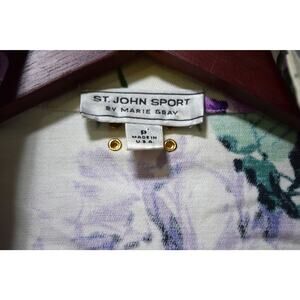 ST. JOHN SPORT
BY MARIE GRAY
P
MADE IN
U.S.A.